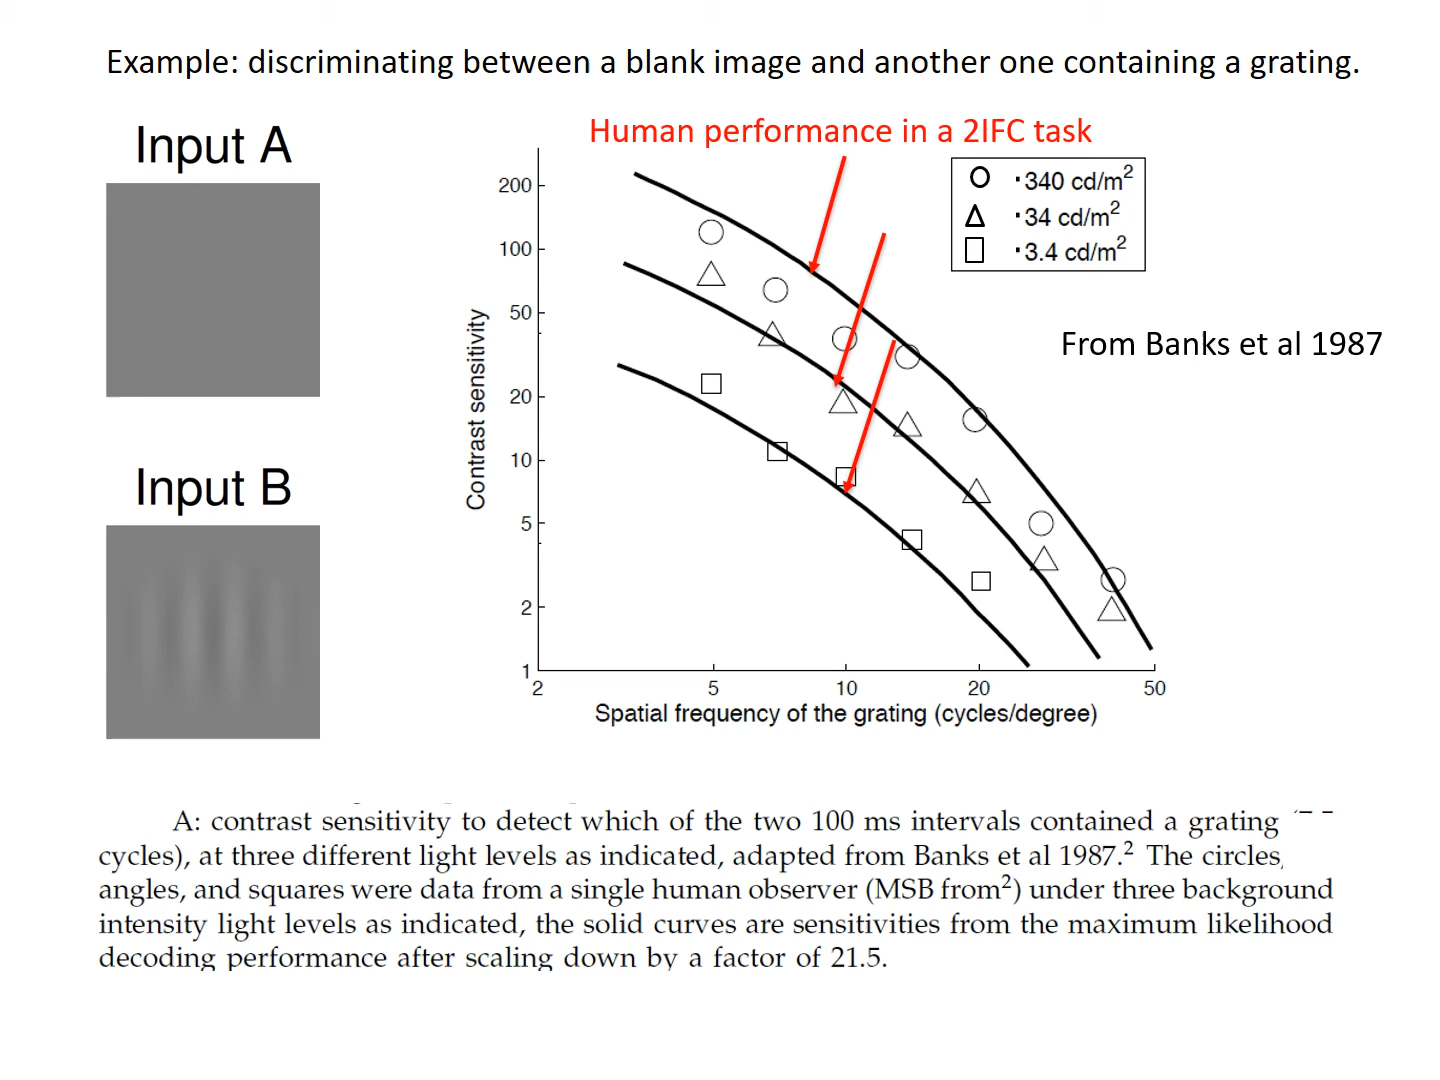 Example: discriminating between a blank image and another one containing a grating.
Input A
Input B
Human performance in a 2IFC task
340 cd/m2
34 cd/m2
3.4 cd/m2
From Banks et al 1987
Contrast sensitivity
200
100
50
20
10
5
2
1
2 5 10 20 50
Spatial frequency of the grating (cycles/degree)
A: contrast sensitivity to detect which of the two 100 ms intervals contained a grating
cycles), at three different light levels as indicated, adapted from Banks et al 1987.2 The circles,
angles, and squares were data from a single human observer (MSB from2) under three background
intensity light levels as indicated, the solid curves are sensitivities from the maximum likelihood
decoding performance after scaling down by a factor of 21.5.